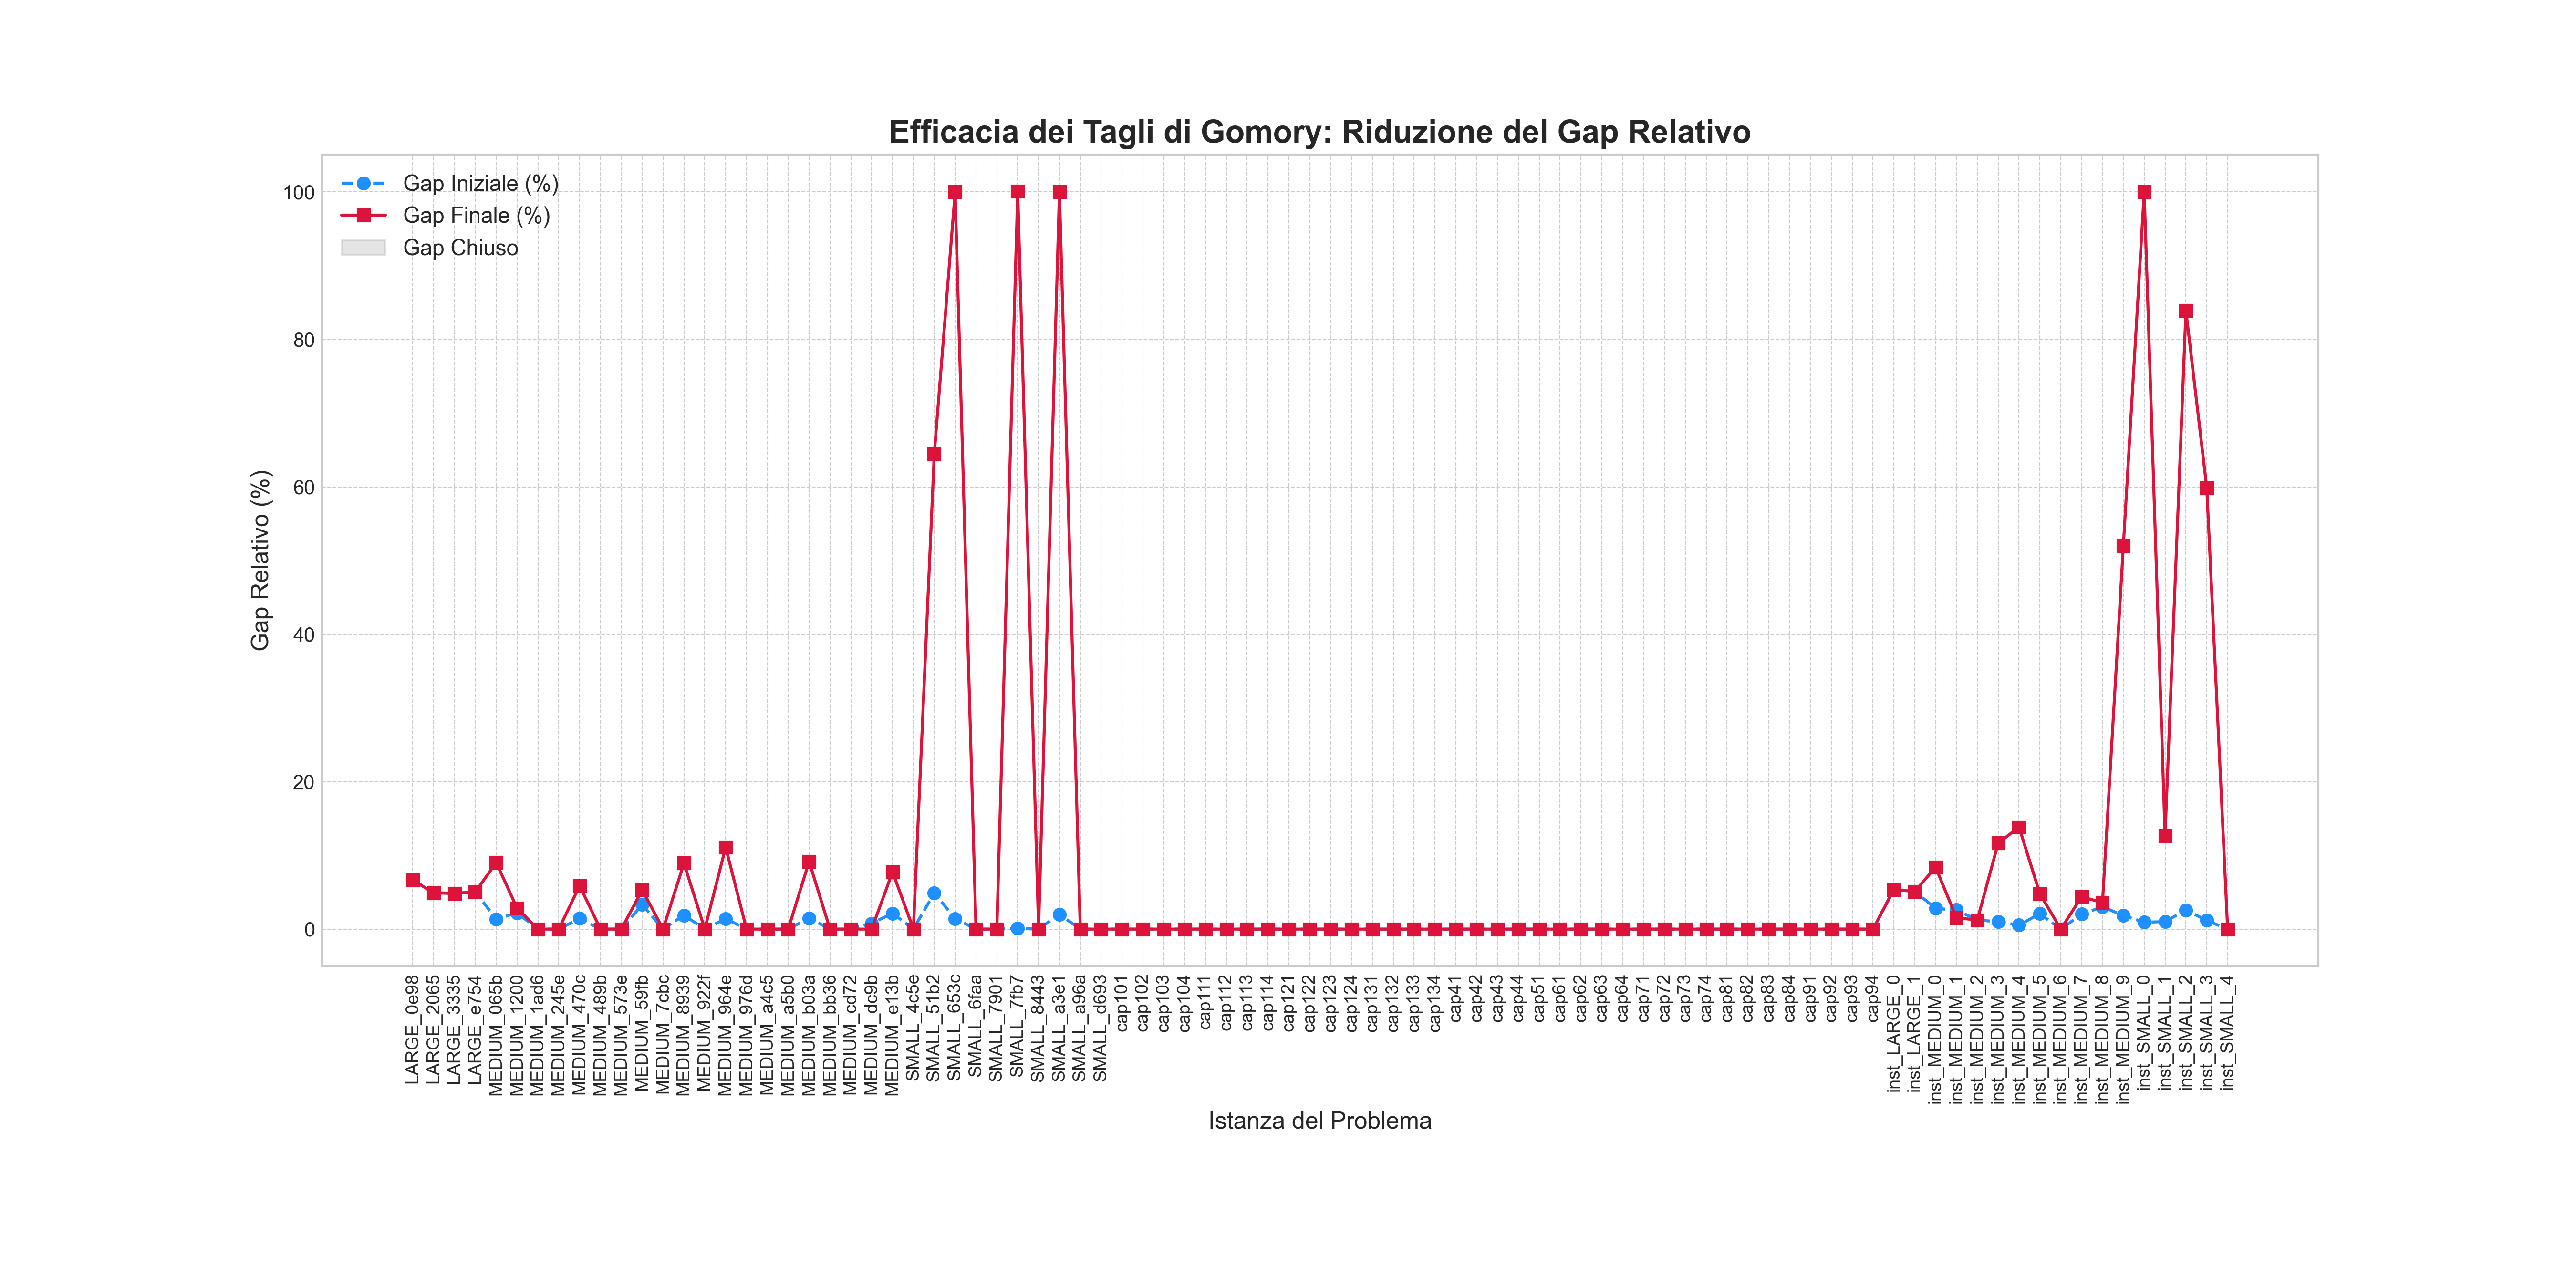 Efficacia dei Tagli di Gomory: Riduzione del Gap Relativo
Gap Iniziale (%)
Gap Finale (%)
Gap Chiuso
Gap Relativo (%)
100
80
60
40
20
0
LARGE_0e98
LARGE_2065
LARGE_3335
LARGE_e754
MEDIUM_065b
MEDIUM_1200
MEDIUM_1ad6
MEDIUM_245e
MEDIUM_470c
MEDIUM_489b
MEDIUM_573e
MEDIUM_59fb
MEDIUM_7cbc
MEDIUM_8939
MEDIUM_922f
MEDIUM_964e
MEDIUM_976d
MEDIUM_a4c5
MEDIUM_a5b0
MEDIUM_b03a
MEDIUM_bb36
MEDIUM_cd72
MEDIUM_dc9b
MEDIUM_e13b
SMALL_4c5e
SMALL_51b2
SMALL_653c
SMALL_6faa
SMALL_7901
SMALL_7fb7
SMALL_8443
SMALL_a3e1
SMALL_a96a
SMALL_d693
cap101
cap102
cap103
cap104
cap111
cap112
cap113
cap114
cap121
cap122
cap123
cap124
cap131
cap132
cap133
cap134
cap41
cap42
cap43
cap44
cap51
cap61
cap62
cap63
cap64
cap71
cap72
cap73
cap74
cap81
cap82
cap83
cap84
cap91
cap92
cap93
cap94
inst_LARGE_0
inst_LARGE_1
inst_MEDIUM_0
inst_MEDIUM_1
inst_MEDIUM_2
inst_MEDIUM_3
inst_MEDIUM_4
inst_MEDIUM_5
inst_MEDIUM_6
inst_MEDIUM_7
inst_MEDIUM_8
inst_MEDIUM_9
inst_SMALL_0
inst_SMALL_1
inst_SMALL_2
inst_SMALL_3
inst_SMALL_4
Istanza del Problema